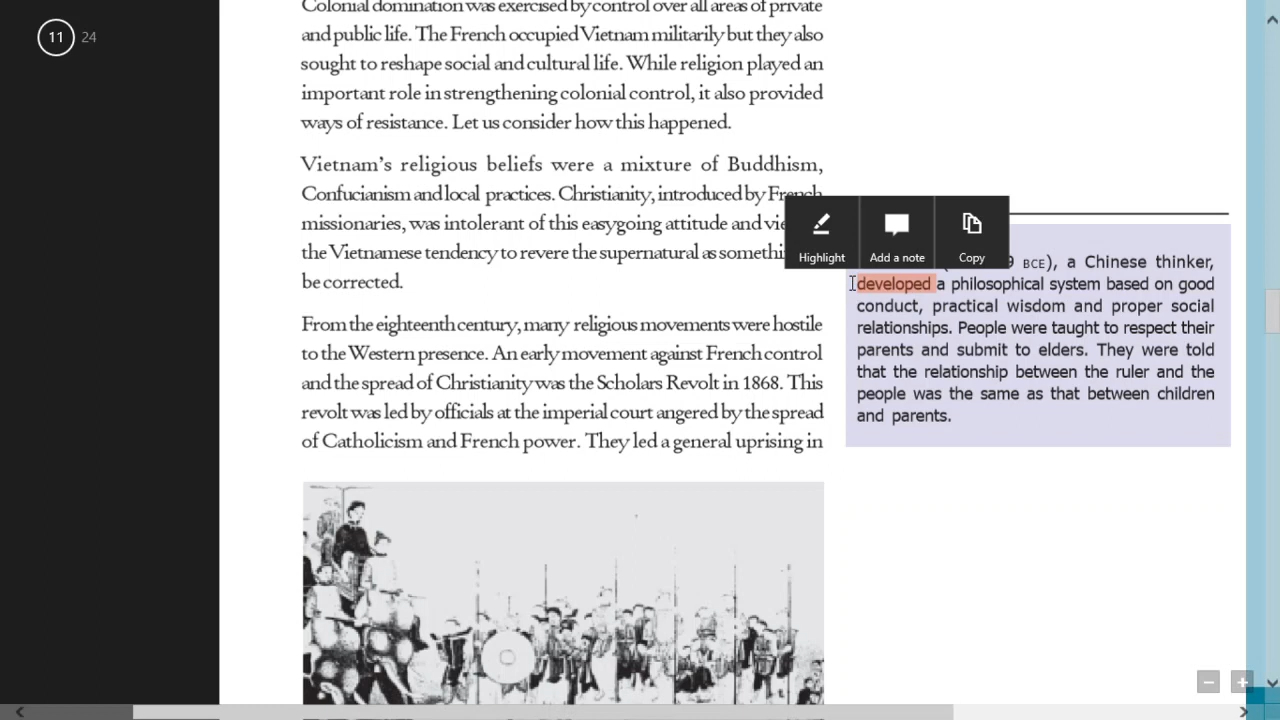 11 24
Colonial domination was exercised by control over all areas of private
and public life. The French occupied Vietnam militarily but they also
sought to reshape social and cultural life. While religion played an
important role in strengthening colonial control, it also provided
ways of resistance. Let us consider how this happened.
Vietnam's religious beliefs were a mixture of Buddhism,
Confucianism and local practices. Christianity, introduced by French
missionaries, was intolerant of this easygoing attitude and
the Vietnamese tendency to revere the supernatural as
be corrected.
From the eighteenth century, many religious movements were hostile
to the Western presence. An early movement against French control
and the spread of Christianity was the Scholars Revolt in 1868. This
revolt was led by officials at the imperial court angered by the spread
of Catholicism and French power. They led a general uprising in
Highlight Add a note Copy
9 BCE), a Chinese thinker,
developed a philosophical system based on good
conduct, practical wisdom and proper social
relationships. People were taught to respect their
parents and submit to elders. They were told
that the relationship between the ruler and the
people was the same as that between children
and parents.